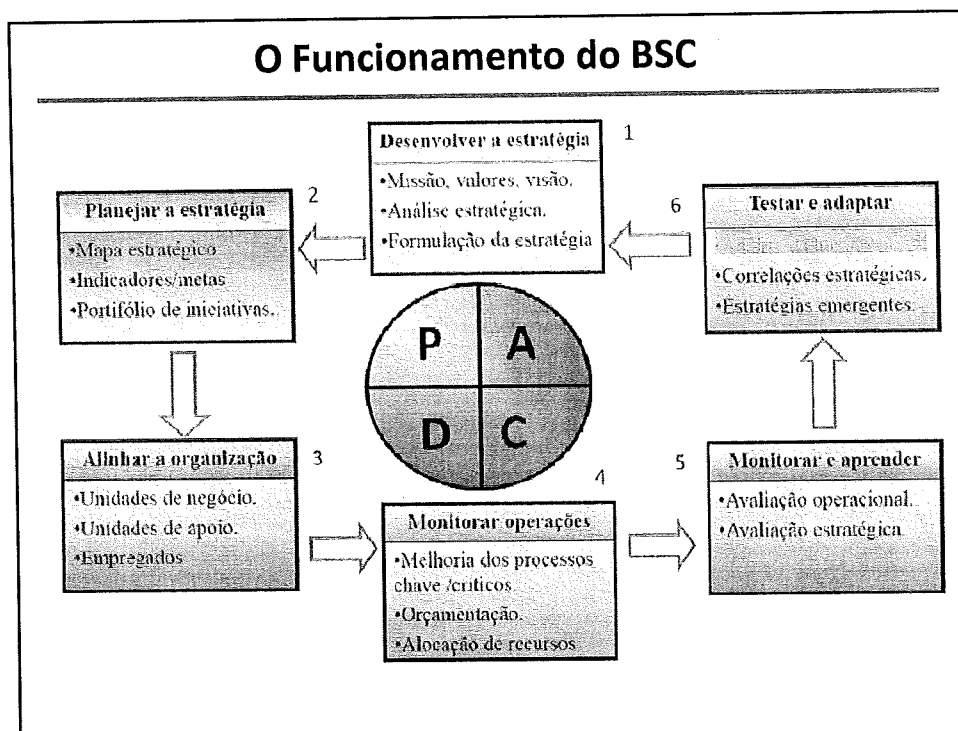 O Funcionamento do BSC
Desenvolver a estratégia
1
•Missão, valores, visão.
•Análise estratégica.
•Formulação da estratégia
Planejar a estratégia
2
•Mapa estratégico
•Indicadores/metas
•Portifólio de iniciativas.
6
Testar e adaptar
•Correlações estratégicas.
•Estratégias emergentes.
P
A
D
C
Alinhar a organização
3
•Unidades de negócio.
•Unidades de apoio.
•Empregados
4
Monitorar operações
•Melhoria dos processos
chave /críticos
•Orçamentação.
•Alocação de recursos
5
Monitorar e aprender
•Avaliação operacional.
•Avaliação estratégica.